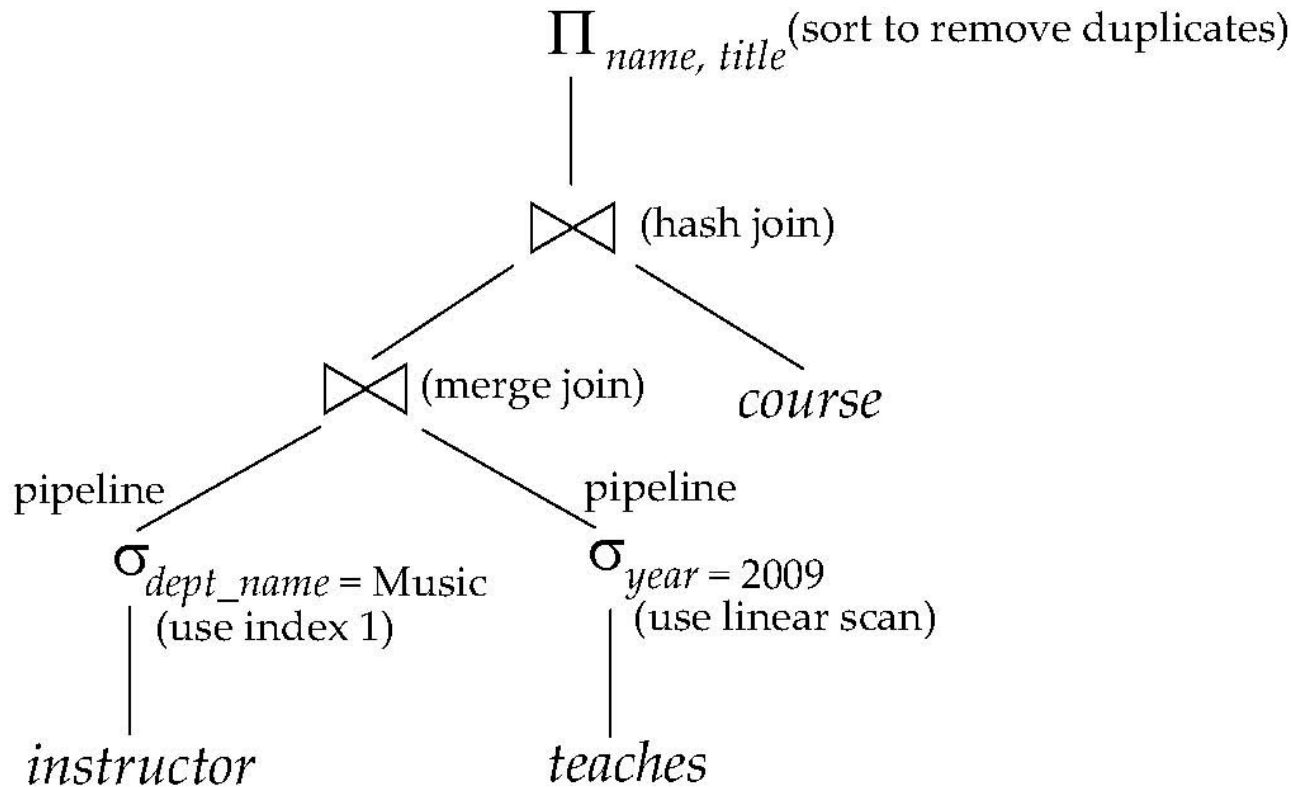 Π name, title (sort to remove duplicates)
(hash join)
(merge join)
course
pipeline
pipeline
σ dept_name = Music
(use index 1)
σ year = 2009
(use linear scan)
instructor
teaches